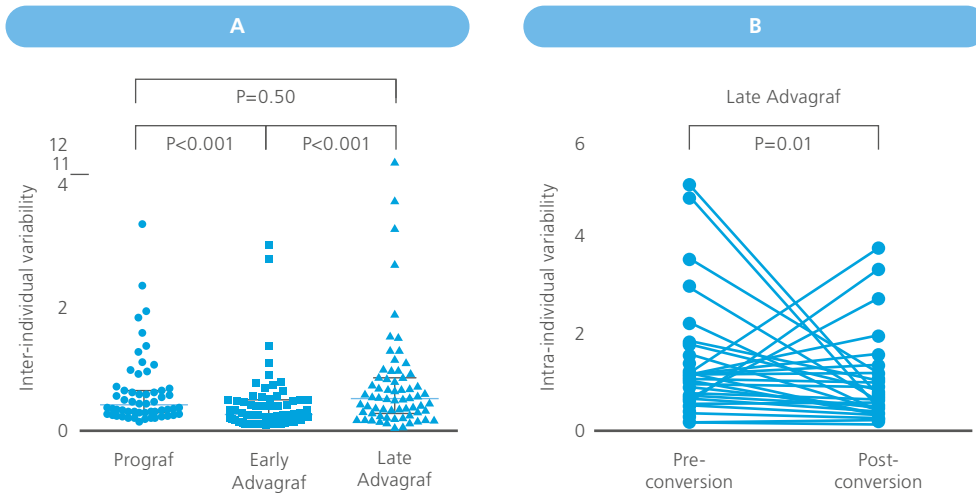 A
P=0.50
P<0.001 P<0.001
12
11
4
2
0
Inter-individual variability
Prograf
Early
Advagraf
Late
Advagraf
B
Late Advagraf
P=0.01
6
4
2
0
Intra-individual variability
Pre-
conversion
Post-
conversion